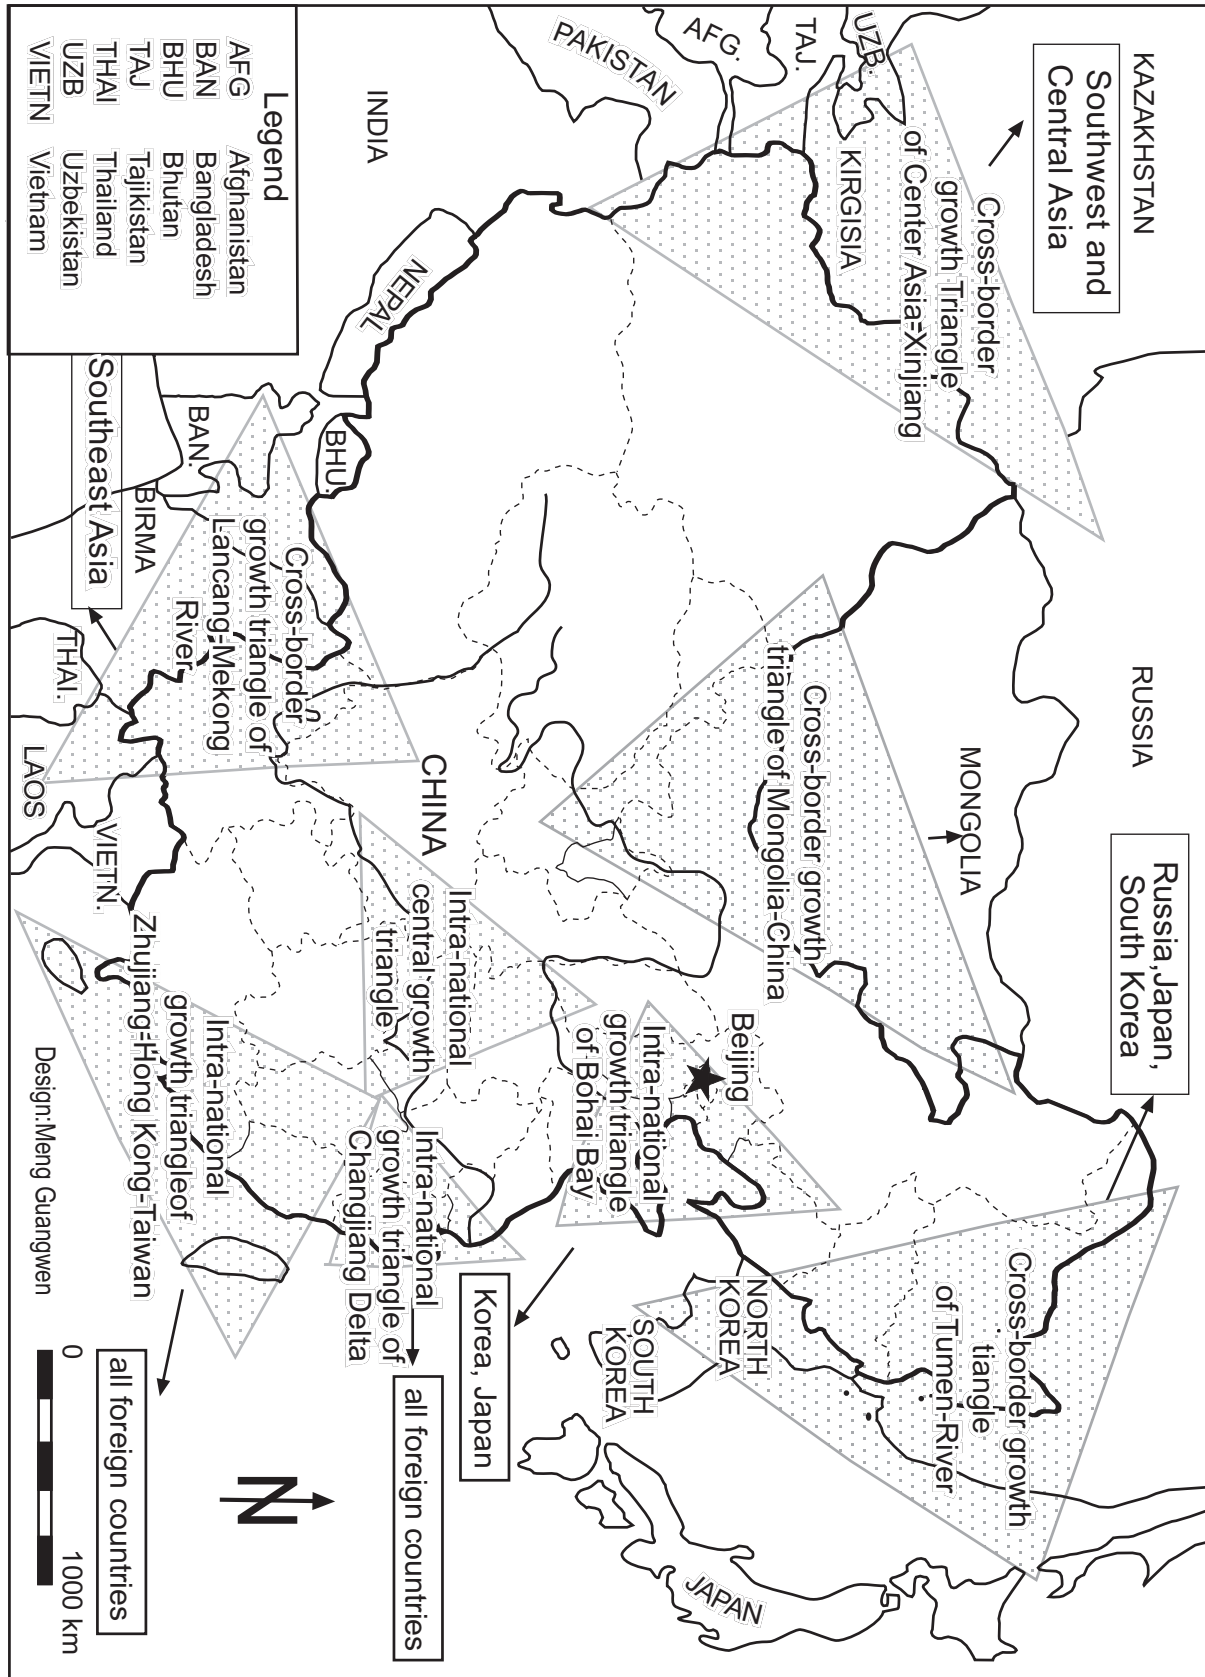 KAZAKHSTAN
Southwest and
Central Asia
UZB.
TAJ.
AFG.
PAKISTAN
KIRGISIA
Cross-border
growth Triangle
of Center Asia-Xinjiang
RUSSIA
MONGOLIA
Cross-border growth
triangle of Mongolia-China
Russia,Japan,
South Korea
Cross-border growth
tiangle
of Tumen-River
Beijing
Intra-national
growth triangle
of Bohai Bay
NORTH
KOREA
SOUTH
KOREA
JAPAN
Korea, Japan
INDIA
NEPAL
BHU.
BAN.
BIRMA
CHINA
Intra-national
central growth
triangle
Intra-national
growth triangle of
Changjiang Delta
all foreign countries
Cross-border
growth triangle of
Lancang-Mekong
River
Southeast Asia
THAI.
LAOS
VIETN.
Intra-national
growth triangleof
Zhujiang-Hong Kong-Taiwan
all foreign countries
Legend
AFG Afghanistan
BAN Bangladesh
BHU Bhutan
TAJ Tajikistan
THAI Thailand
UZB Uzbekistan
VIETN Vietnam
Design:Meng Guangwen
0 1000 km
N